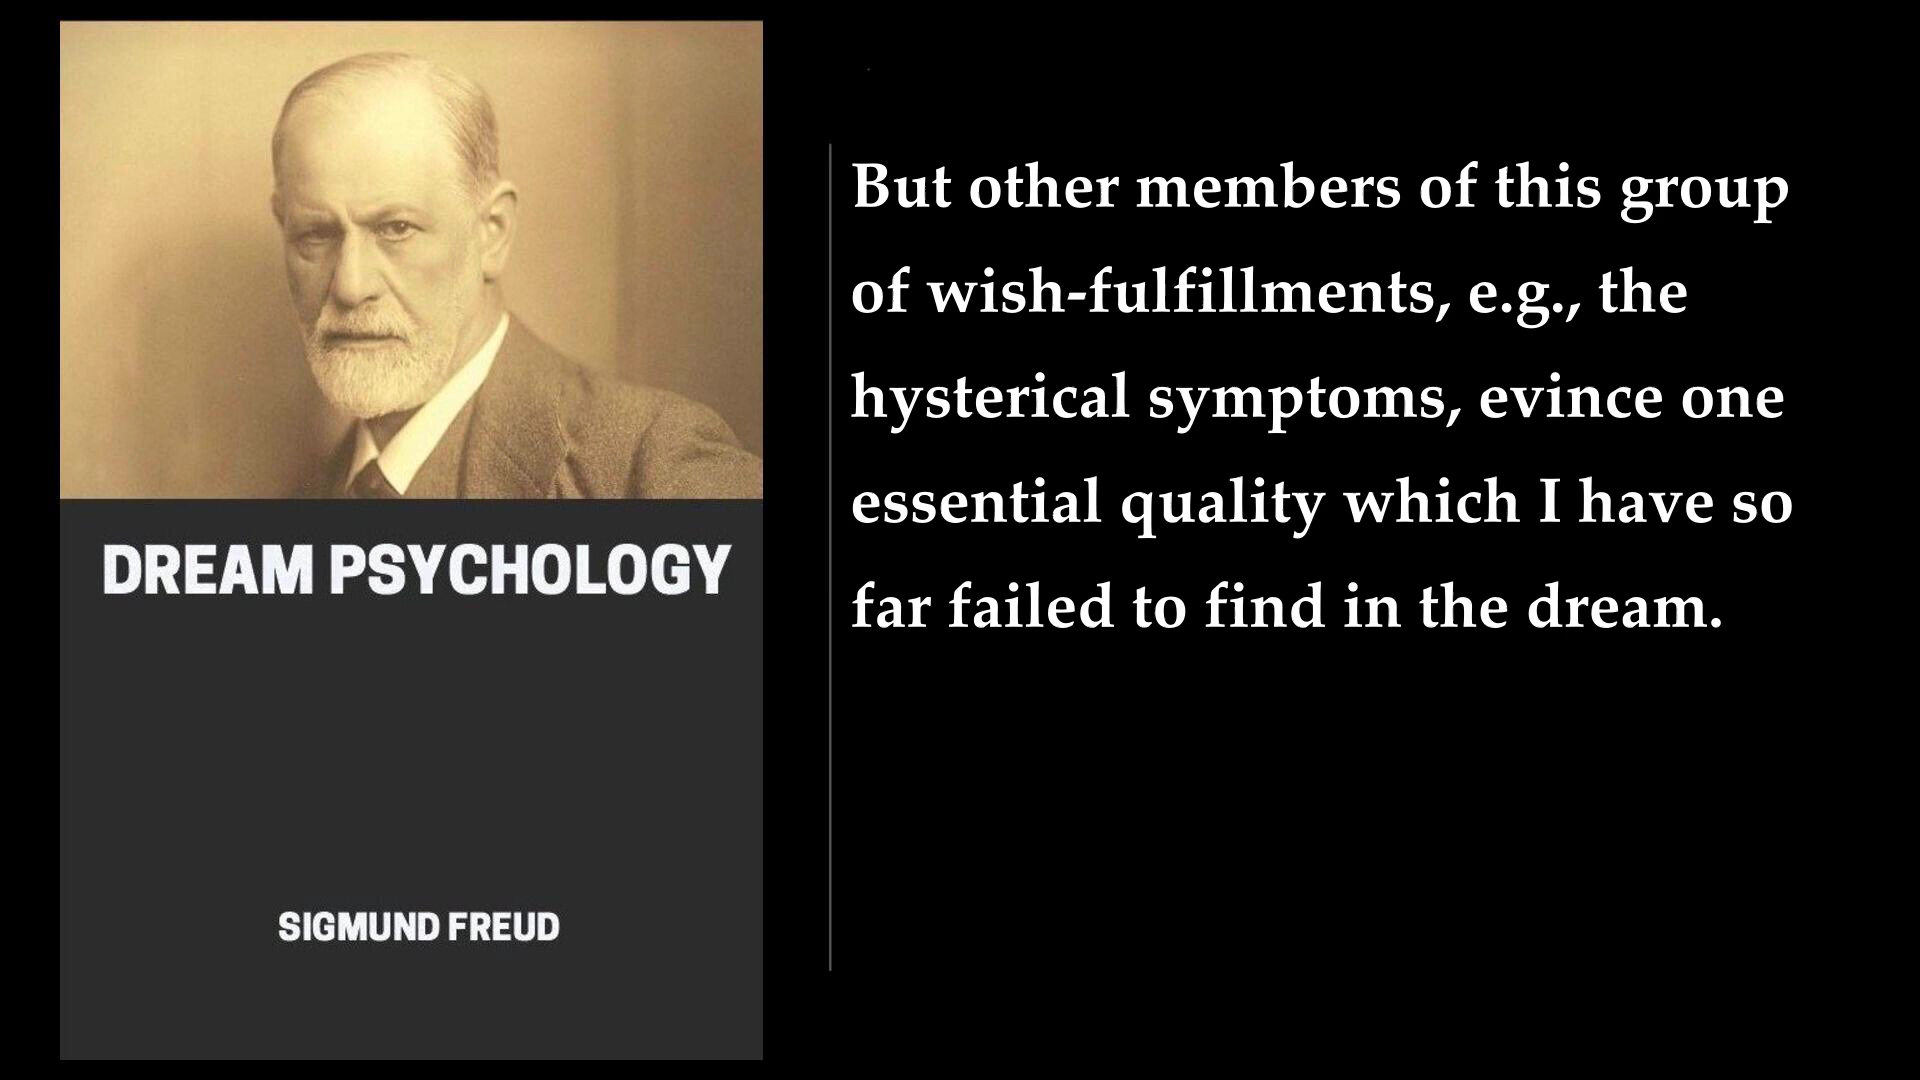 DREAM PSYCHOLOGY
SIGMUND FREUD
But other members of this group
of wish-fulfillments, e.g., the
hysterical symptoms, evince one
essential quality which I have so
far failed to find in the dream.